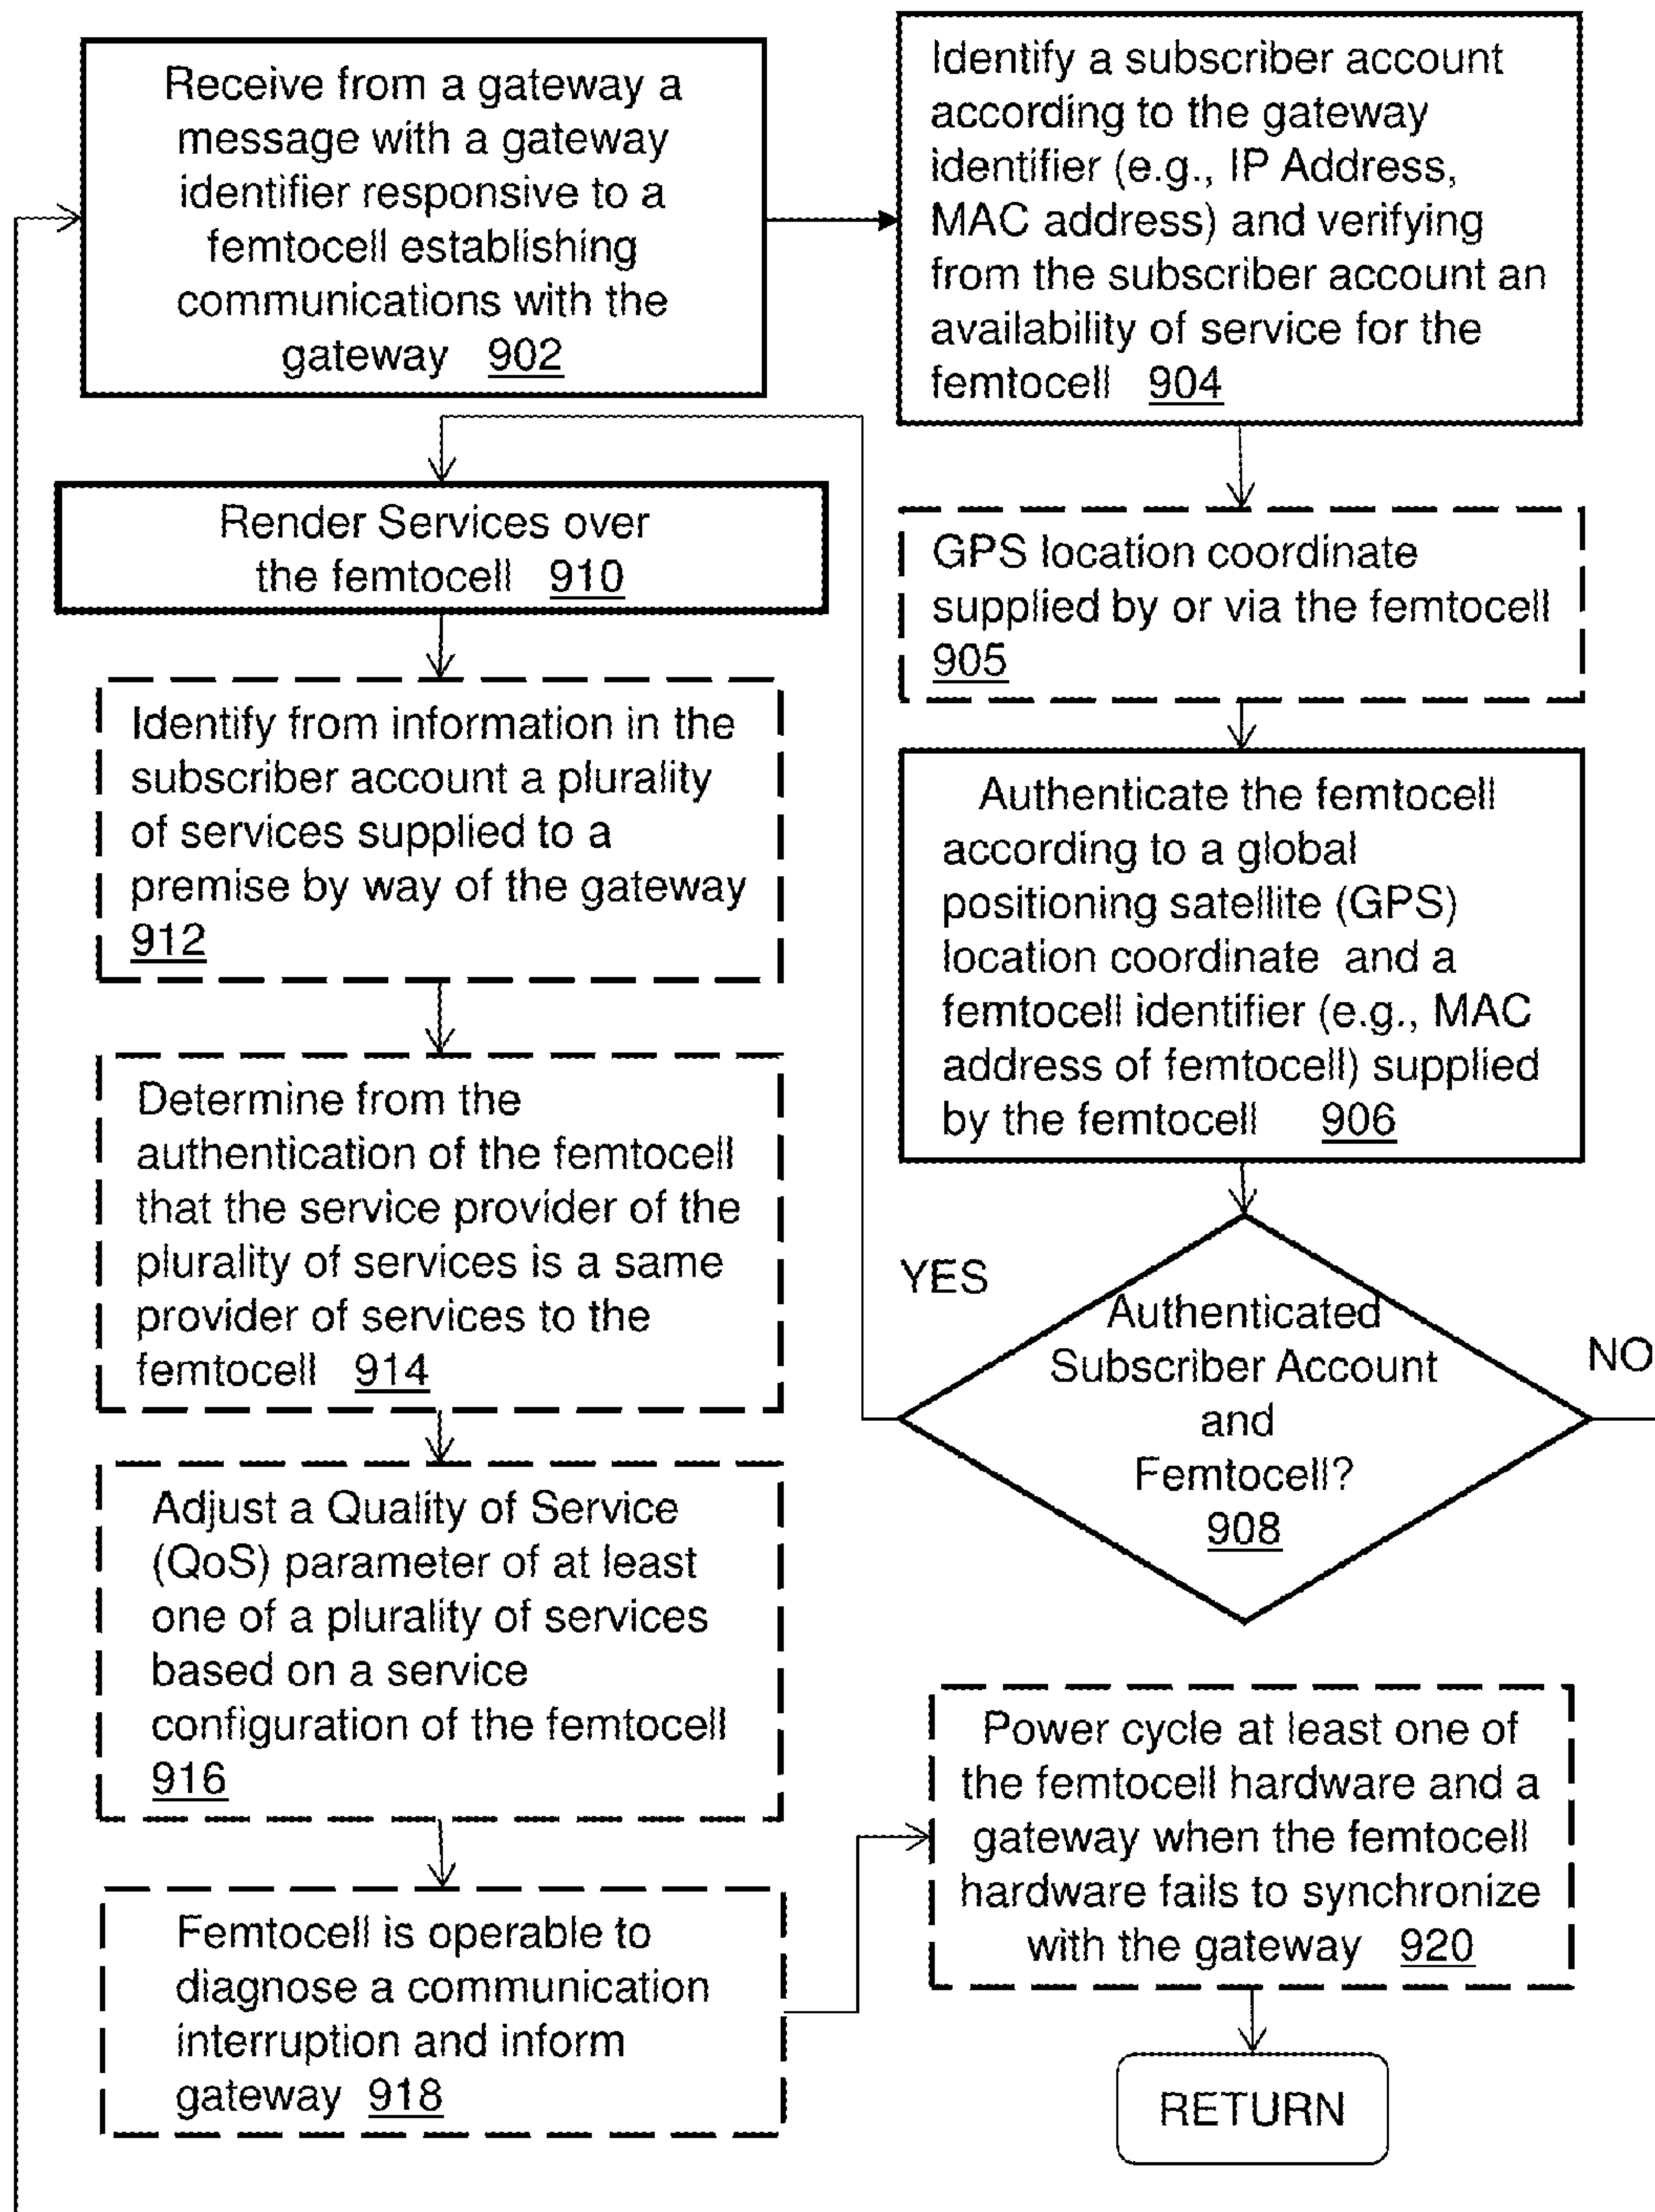 Receive from a gateway a
message with a gateway
identifier responsive to a
femtocell establishing
communications with the
gateway 902
Identify a subscriber account
according to the gateway
identifier (e.g., IP Address,
MAC address) and verifying
from the subscriber account an
availability of service for the
femtocell 904
GPS location coordinate
supplied by or via the femtocell
905
Authenticate the femtocell
according to a global
positioning satellite (GPS)
location coordinate and a
femtocell identifier (e.g., MAC
address of femtocell) supplied
by the femtocell 906
Authenticated
Subscriber Account
and
Femtocell?
908
YES
NO
Render Services over
the femtocell 910
Identify from information in the
subscriber account a plurality
of services supplied to a
premise by way of the gateway
912
Determine from the
authentication of the femtocell
that the service provider of the
plurality of services is a same
provider of services to the
femtocell 914
Adjust a Quality of Service
(QoS) parameter of at least
one of a plurality of services
based on a service
configuration of the femtocell
916
Femtocell is operable to
diagnose a communication
interruption and inform
gateway 918
Power cycle at least one of
the femtocell hardware and a
gateway when the femtocell
hardware fails to synchronize
with the gateway 920
RETURN